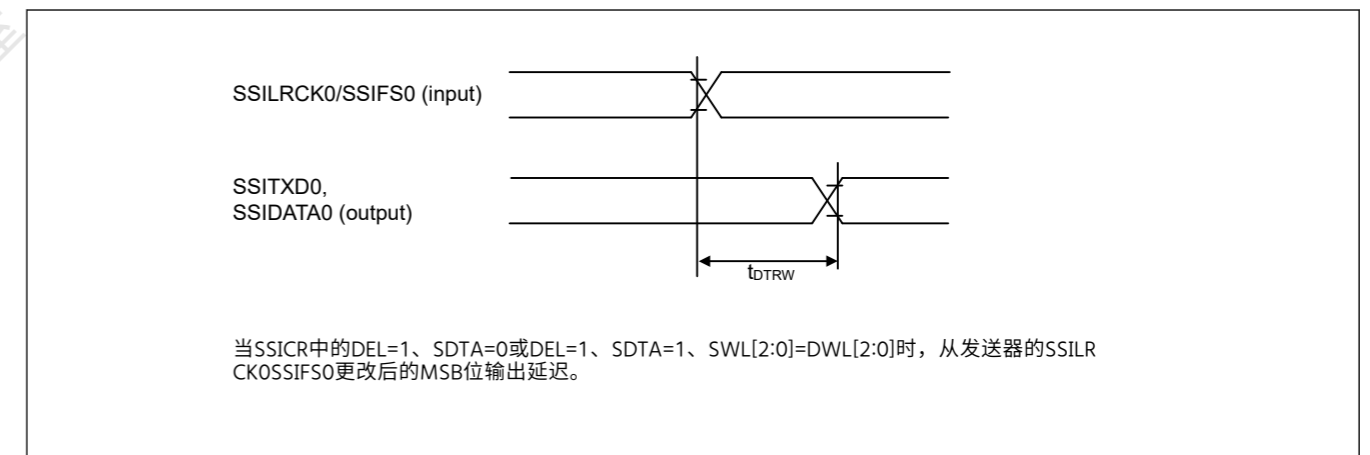 SSILRCK0/SSIFS0 (input)
SSITXD0,
SSIDATA0 (output)
tDTRW
当SSICR中的DEL=1、SDTA=0或DEL=1、SDTA=1、SWL[2:0]=DWL[2:0]时，从发送器的SSILR
CK0SSIFS0更改后的MSB位输出延迟。